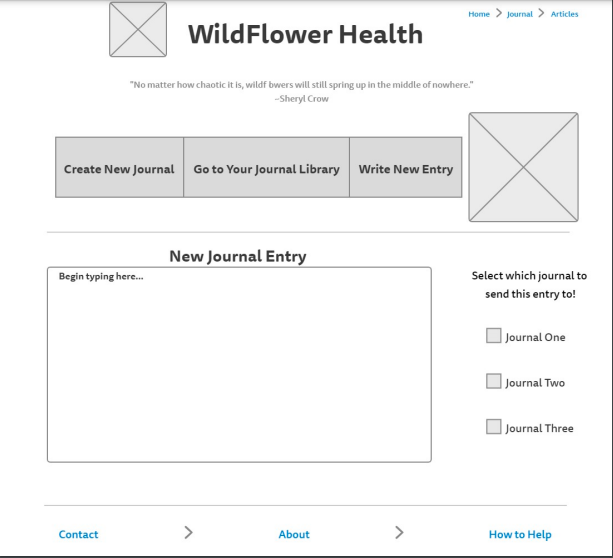 Home > Journal > Articles
WildFlower Health
"No matter how chaotic it is, wildf bwers will still spring up in the middle of nowhere."
–Sheryl Crow
Create New Journal
Go to Your Journal Library
Write New Entry
New Journal Entry
Begin typing here...
Select which journal to
send this entry to!
Journal One
Journal Two
Journal Three
Contact > About > How to Help